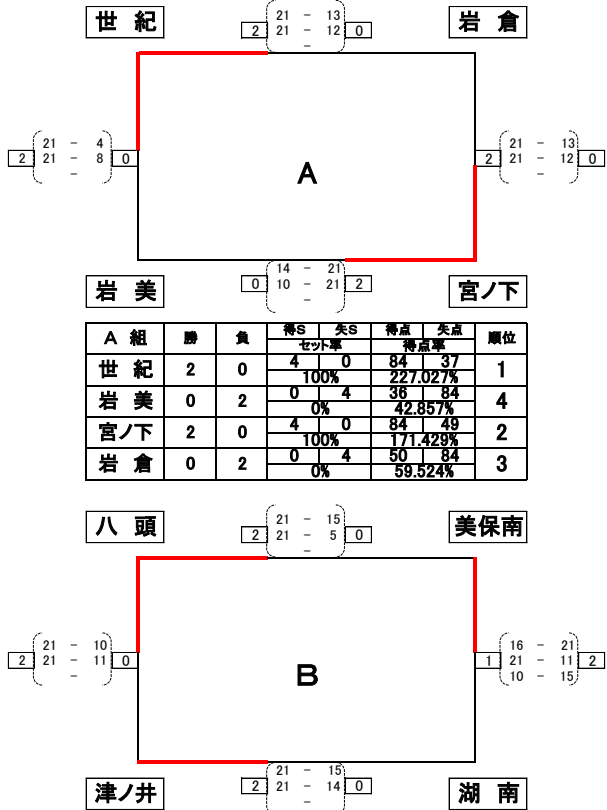 世 紀 21 - 13 岩 倉
2 21 - 12 0
-
21 - 4 21 - 13
2 21 - 8 0 2 21 - 12 0
- -
A
14 - 21
岩 美 0 10 - 21 2 宮ノ下
-
A 組 勝 負 得S 失S 得点 失点 順位
セット率 得点率
世 紀 2 0 4 0 84 37 1
100% 227.027%
岩 美 0 2 0 4 36 84 4
0% 42.857%
宮ノ下 2 0 4 0 84 49 2
100% 171.429%
岩 倉 0 2 0 4 50 84 3
0% 59.524%
八 頭 21 - 15 美保南
2 21 - 5 0
-
21 - 10 16 - 21
2 21 - 11 0 1 21 - 11 2
- 10 - 15
B
21 - 15
津ノ井 2 21 - 14 0 湖 南
-